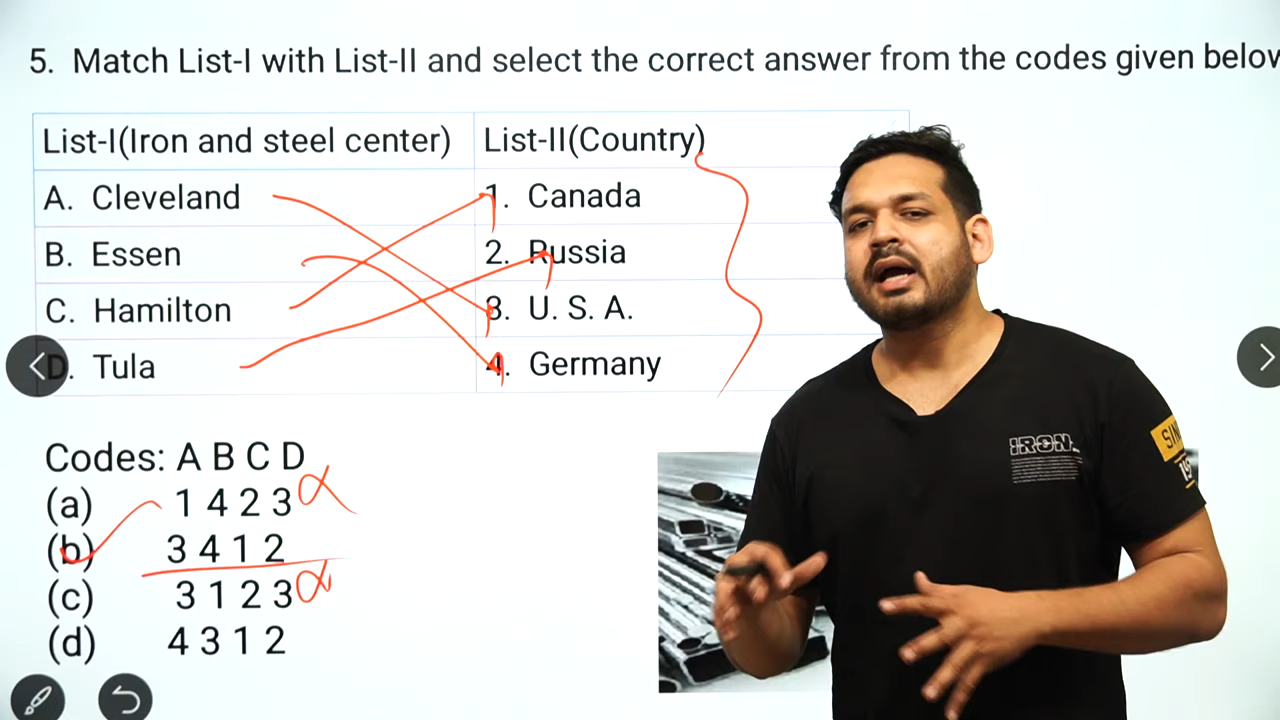 5. Match List-I with List-II and select the correct answer from the codes given below
List-I(Iron and steel center) List-II(Country)
A. Cleveland 1. Canada
B. Essen 2. Russia
C. Hamilton 3. U. S. A.
D. Tula 4. Germany
Codes: A B C D
(a) 1 4 2 3
(b) 3 4 1 2
(c) 3 1 2 3
(d) 4 3 1 2
IRON.